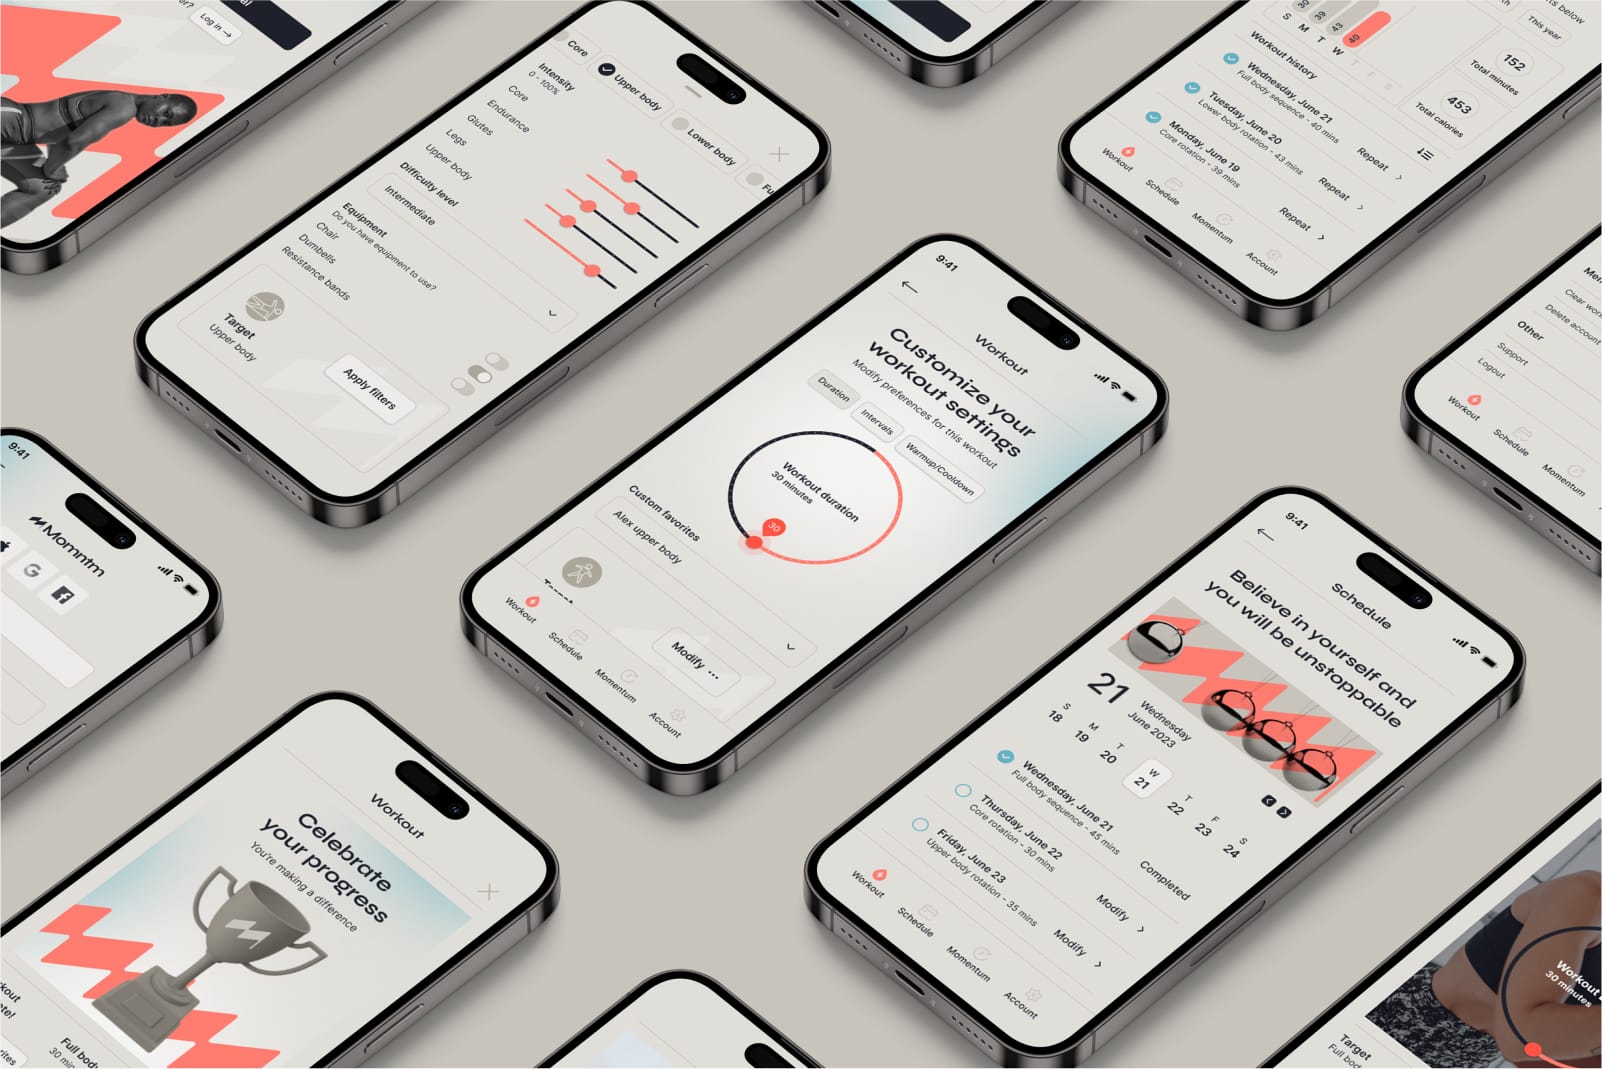 Log in →
Core
Upper body
Lower body
Intensity
0 - 100%
Core
Endurance
Glutes
Legs
Upper body
Difficulty level
Intermediate
Equipment
Do you have equipment to use?
Chair
Dumbells
Resistance bands
Target
Upper body
Apply filters
below
This year
39
43
40
S
M
T
W
T
F
S
152
Total minutes
453
Total calories
Workout history
Wednesday, June 21
Full body sequence - 40 mins
Repeat
Tuesday, June 20
Lower body rotation - 43 mins
Repeat
Monday, June 19
Core rotation - 39 mins
Repeat
Workout
Schedule
Momentum
Account
Clear
Delete account
Other
Support
Logout
Workout
Schedule
Momentum
9:41
Workout
Customize your
workout settings
Modify preferences for this workout
Duration
Intervals
Warmup/Cooldown
Workout duration
30 minutes
30
Custom favorites
Alex upper body
Modify ...
Workout
Schedule
Momentum
Account
9:41
Momntm
G
f
9:41
Schedule
Believe in yourself and
you will be unstoppable
21
Wednesday
June 2023
S
M
T
W
T
F
S
18
19
20
21
22
23
24
Wednesday, June 21
Full body sequence - 45 mins
Completed
Thursday, June 22
Core rotation - 30 mins
Modify
Friday, June 23
Upper body rotation - 35 mins
Modify
Workout
Schedule
Momentum
Account
Workout
Celebrate
your progress
You're making a difference
Full body
30 min
Workout
30 minutes
Target
Full body